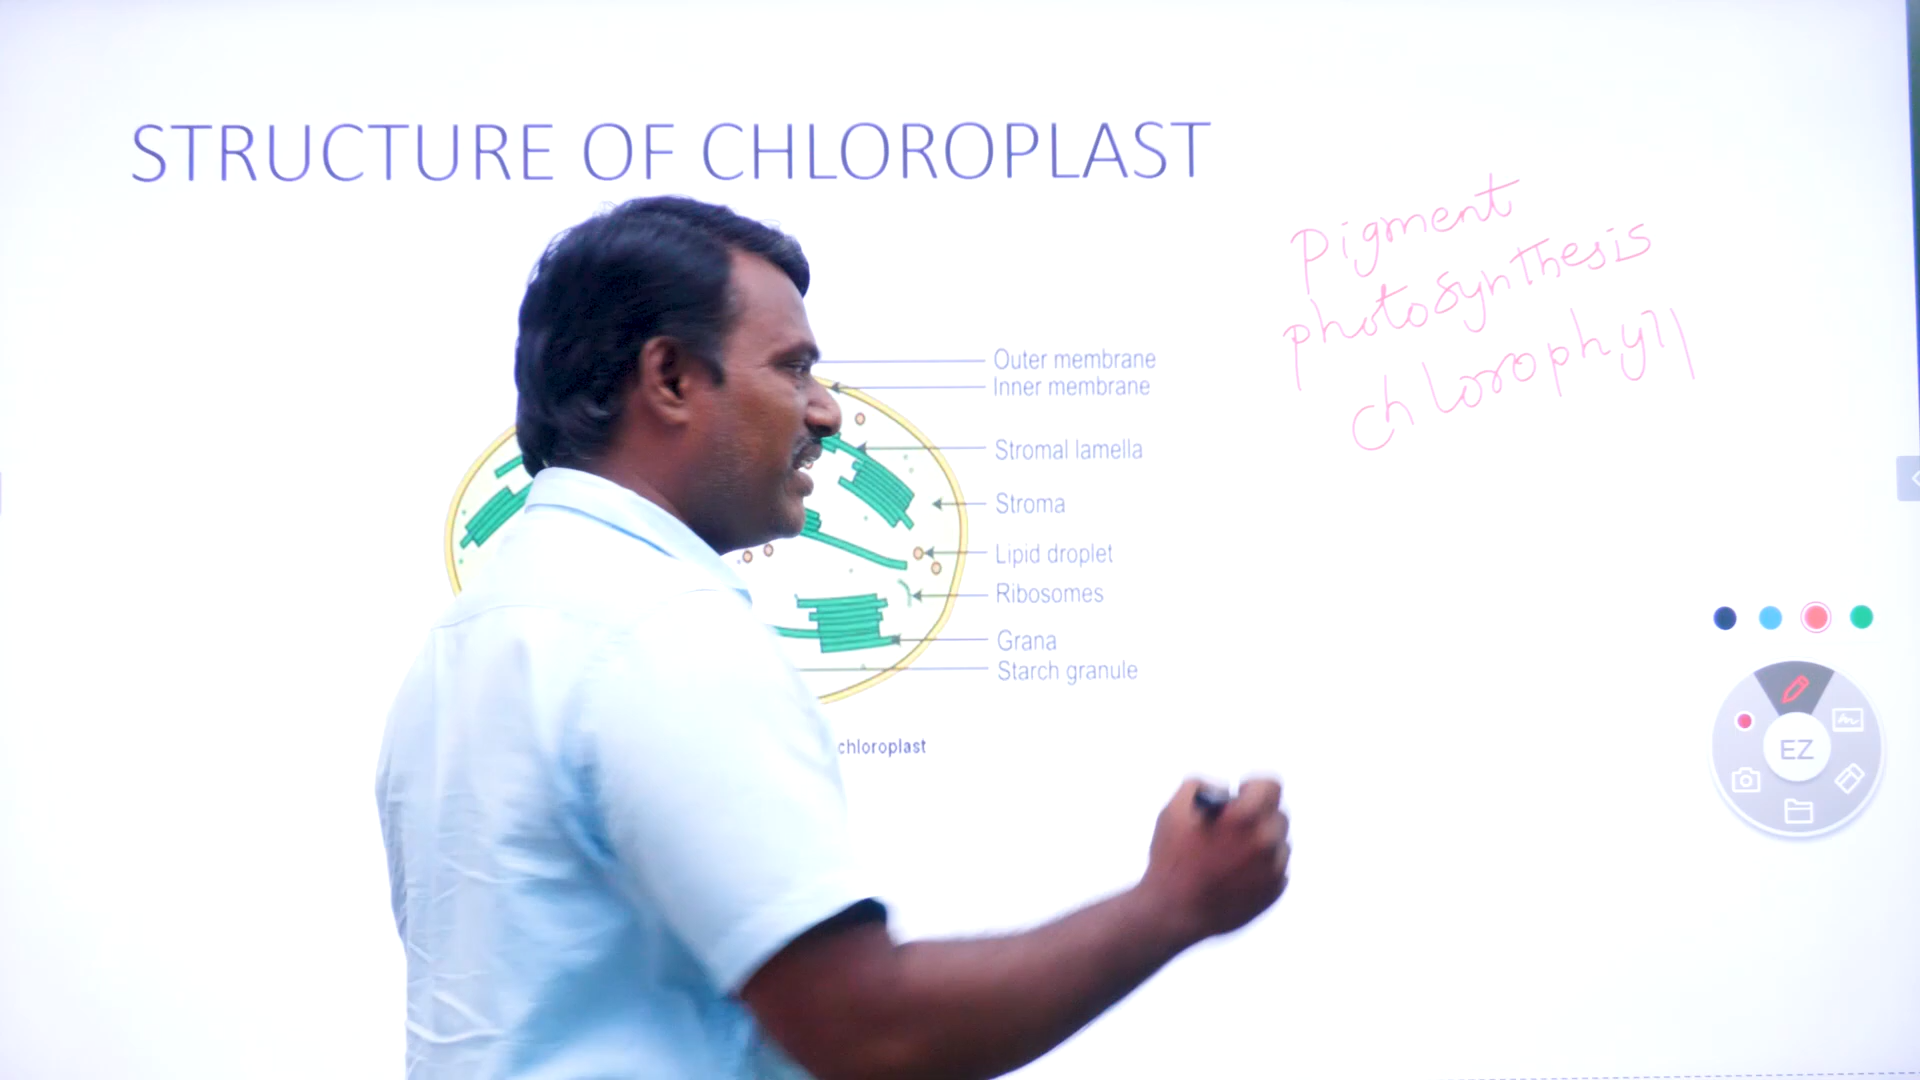 STRUCTURE OF CHLOROPLAST
Pigment
photosynthesis
chlorophyll
Outer membrane
Inner membrane
Stromal lamella
Stroma
Lipid droplet
Ribosomes
Grana
Starch granule
chloroplast
EZ